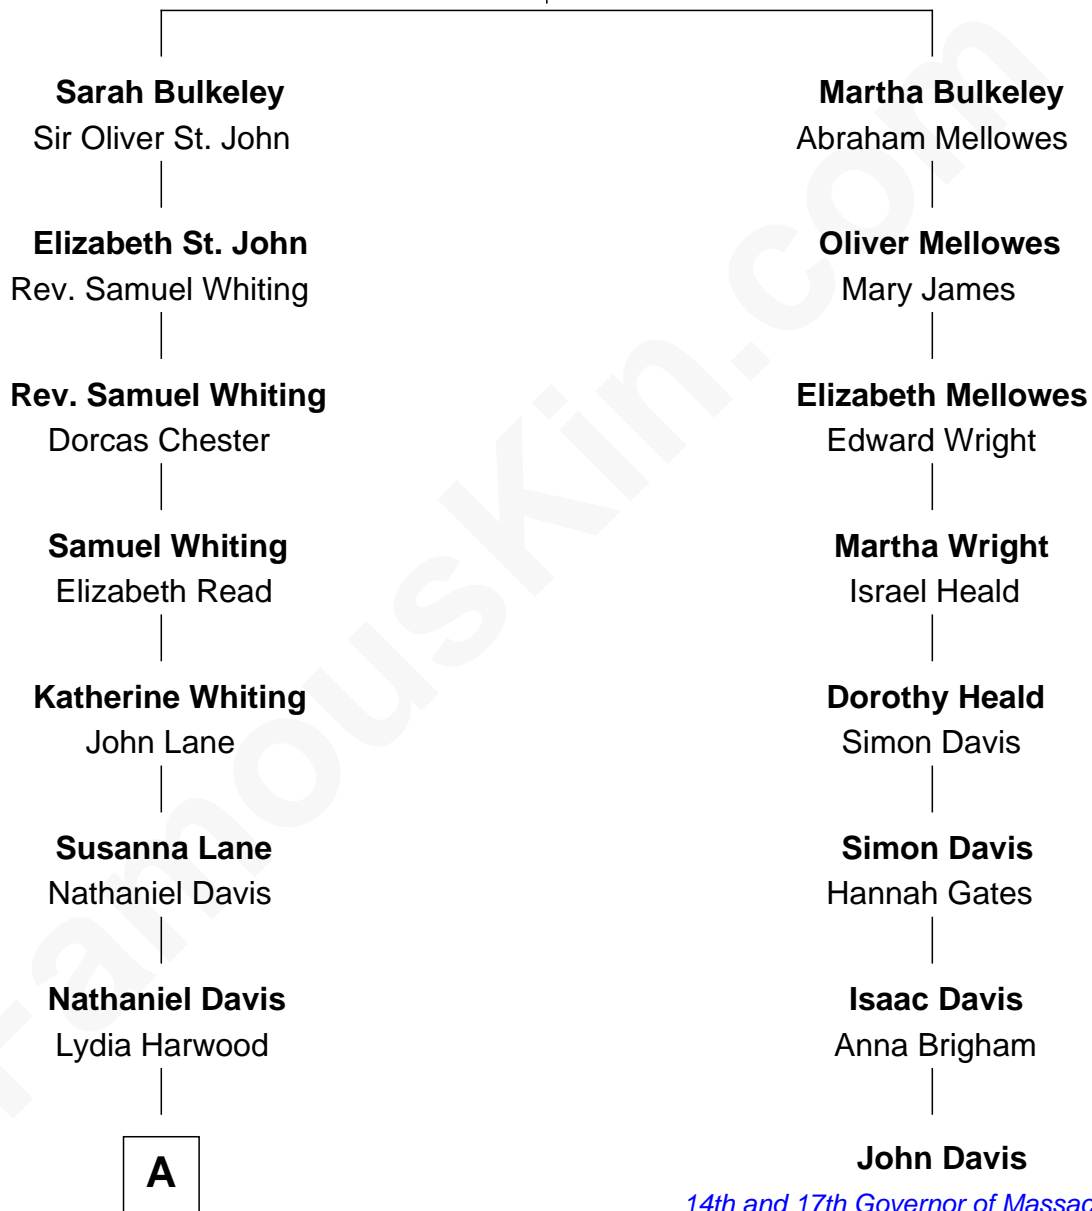 Sarah Bulkeley
Sir Oliver St. John
Martha Bulkeley
Abraham Mellowes
Elizabeth St. John
Rev. Samuel Whiting
Oliver Mellowes
Mary James
Rev. Samuel Whiting
Dorcas Chester
Elizabeth Mellowes
Edward Wright
Samuel Whiting
Elizabeth Read
Martha Wright
Israel Heald
Katherine Whiting
John Lane
Dorothy Heald
Simon Davis
Susanna Lane
Nathaniel Davis
Simon Davis
Hannah Gates
Nathaniel Davis
Lydia Harwood
Isaac Davis
Anna Brigham
A
John Davis
14th and 17th Governor of Massac
FamousKin.com